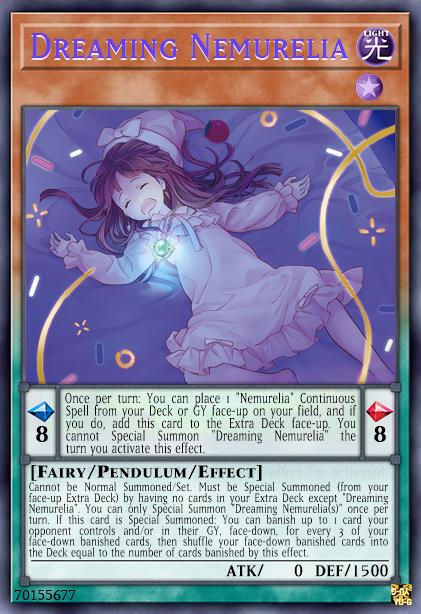 DREAMING NEMURELIA
LIGHT
光
Once per turn: You can place 1 "Nemurelia" Continuous
Spell from your Deck or GY face-up on your field, and if
you do, add this card to the Extra Deck face-up. You
cannot Special Summon "Dreaming Nemurelia" the
turn you activate this effect.
8
8
[FAIRY/PENDULUM/EFFECT]
Cannot be Normal Summoned/Set. Must be Special Summoned (from your
face-up Extra Deck) by having no cards in your Extra Deck except "Dreaming
Nemurelia". You can only Special Summon "Dreaming Nemurelia(s)" once per
turn. If this card is Special Summoned: You can banish up to 1 card your
opponent controls and/or in their GY, face-down, for every 3 of your
face-down banished cards, then shuffle your face-down banished cards into
the Deck equal to the number of cards banished by this effect.
ATK/ 0 DEF/1500
70155677